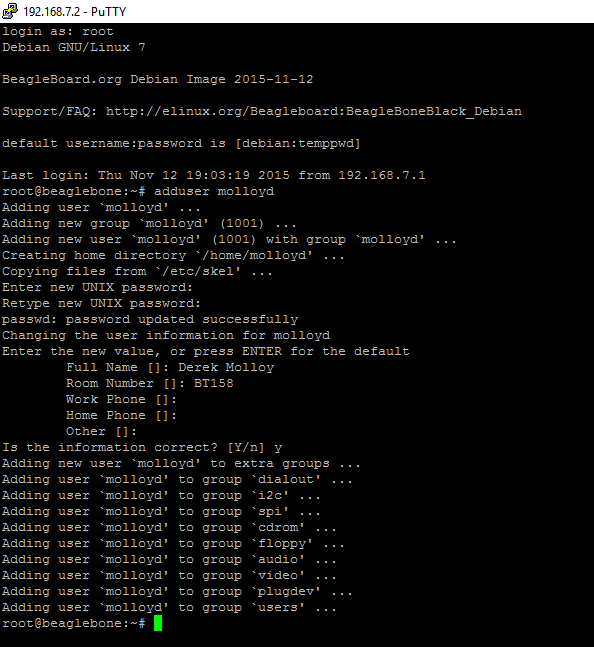 192.168.7.2 - PuTTY
login as: root
Debian GNU/Linux 7

BeagleBoard.org Debian Image 2015-11-12

Support/FAQ: http://elinux.org/Beagleboard:BeagleBoneBlack_Debian

default username:password is [debian:temppwd]

Last login: Thu Nov 12 19:03:19 2015 from 192.168.7.1
root@beaglebone:~# adduser molloyd
Adding user `molloyd' ...
Adding new group `molloyd' (1001) ...
Adding new user `molloyd' (1001) with group `molloyd' ...
Creating home directory `/home/molloyd' ...
Copying files from `/etc/skel' ...
Enter new UNIX password:
Retype new UNIX password:
passwd: password updated successfully
Changing the user information for molloyd
Enter the new value, or press ENTER for the default
        Full Name []: Derek Molloy
        Room Number []: BT158
        Work Phone []:
        Home Phone []:
        Other []:
Is the information correct? [Y/n] y
Adding new user `molloyd' to extra groups ...
Adding user `molloyd' to group `dialout' ...
Adding user `molloyd' to group `i2c' ...
Adding user `molloyd' to group `spi' ...
Adding user `molloyd' to group `cdrom' ...
Adding user `molloyd' to group `floppy' ...
Adding user `molloyd' to group `audio' ...
Adding user `molloyd' to group `video' ...
Adding user `molloyd' to group `plugdev' ...
Adding user `molloyd' to group `users' ...
root@beaglebone:~#